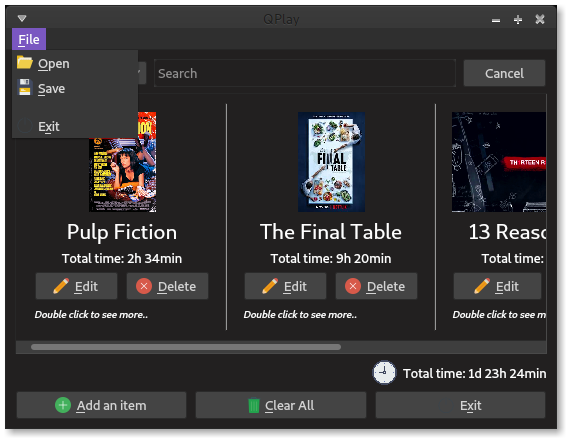 QPlay
File
Open
Save
Exit
Search
Cancel
FICTION
FINAL
TABLE
THIRTEEN R
Pulp Fiction
The Final Table
13 Reaso
Total time: 2h 34min
Total time: 9h 20min
Total time:
Edit
Delete
Edit
Delete
Edit
Double click to see more..
Double click to see more..
Double click to see more..
Total time: 1d 23h 24min
Add an item
Clear All
Exit